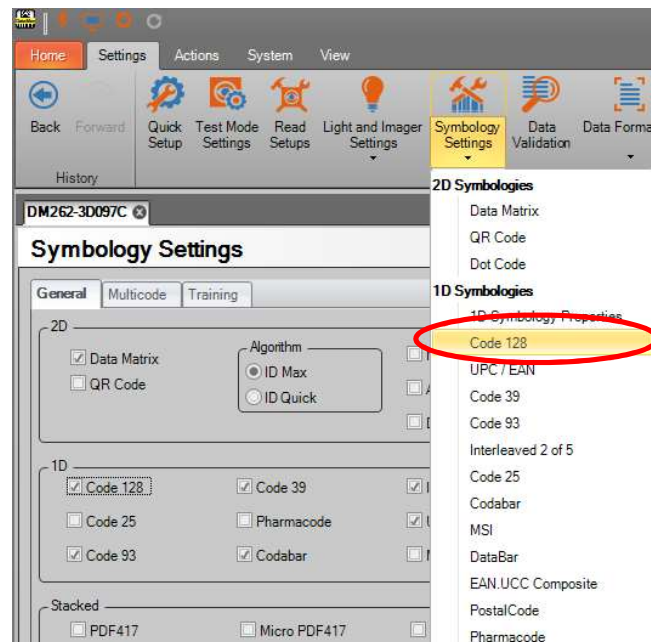 Home Settings Actions System View
Back Forward Quick Setup Test Mode Settings Read Setups Light and Imager Settings Symbology Settings Data Validation Data Forma
History
DM262-3D097C
Symbology Settings
General Multicode Training
2D
Data Matrix
QR Code
Algorithm
ID Max
ID Quick
1D
Code 128 Code 39
Code 25 Pharmacode
Code 93 Codabar
Stacked
PDF417 Micro PDF417
2D Symbologies
Data Matrix
QR Code
Dot Code
1D Symbologies
1D Symbology Properties
Code 128
UPC / EAN
Code 39
Code 93
Interleaved 2 of 5
Code 25
Codabar
MSI
DataBar
EAN.UCC Composite
PostalCode
Pharmacode